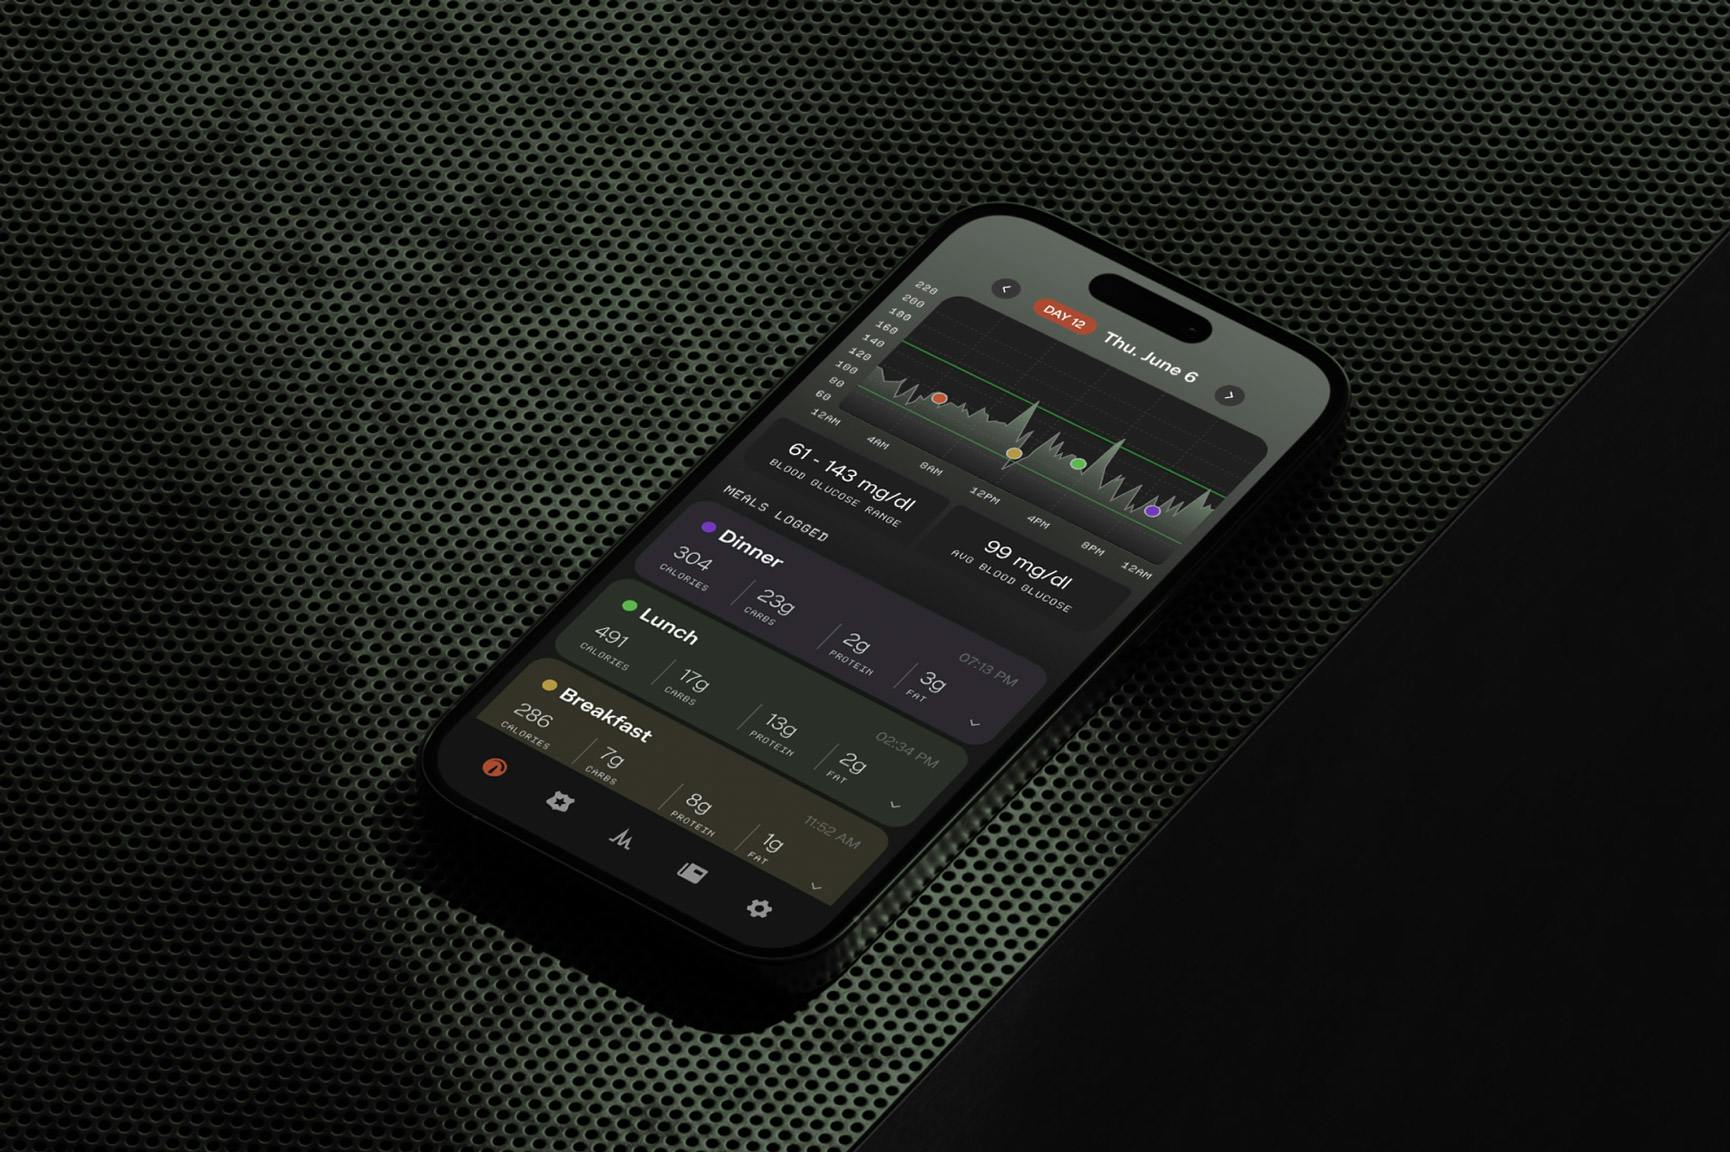 DAY 12 Thu. June 6
220
200
180
160
140
120
100
80
60
12AM 4AM 8AM 12PM 4PM 8PM 12AM
61 - 143 mg/dl
BLOOD GLUCOSE RANGE
99 mg/dl
AVG BLOOD GLUCOSE
MEALS LOGGED
Dinner 07:13 PM
304 23g 2g 3g
CALORIES CARBS PROTEIN FAT
Lunch 02:34 PM
491 17g 13g 2g
CALORIES CARBS PROTEIN FAT
Breakfast 11:52 AM
286 7g 8g 1g
CALORIES CARBS PROTEIN FAT